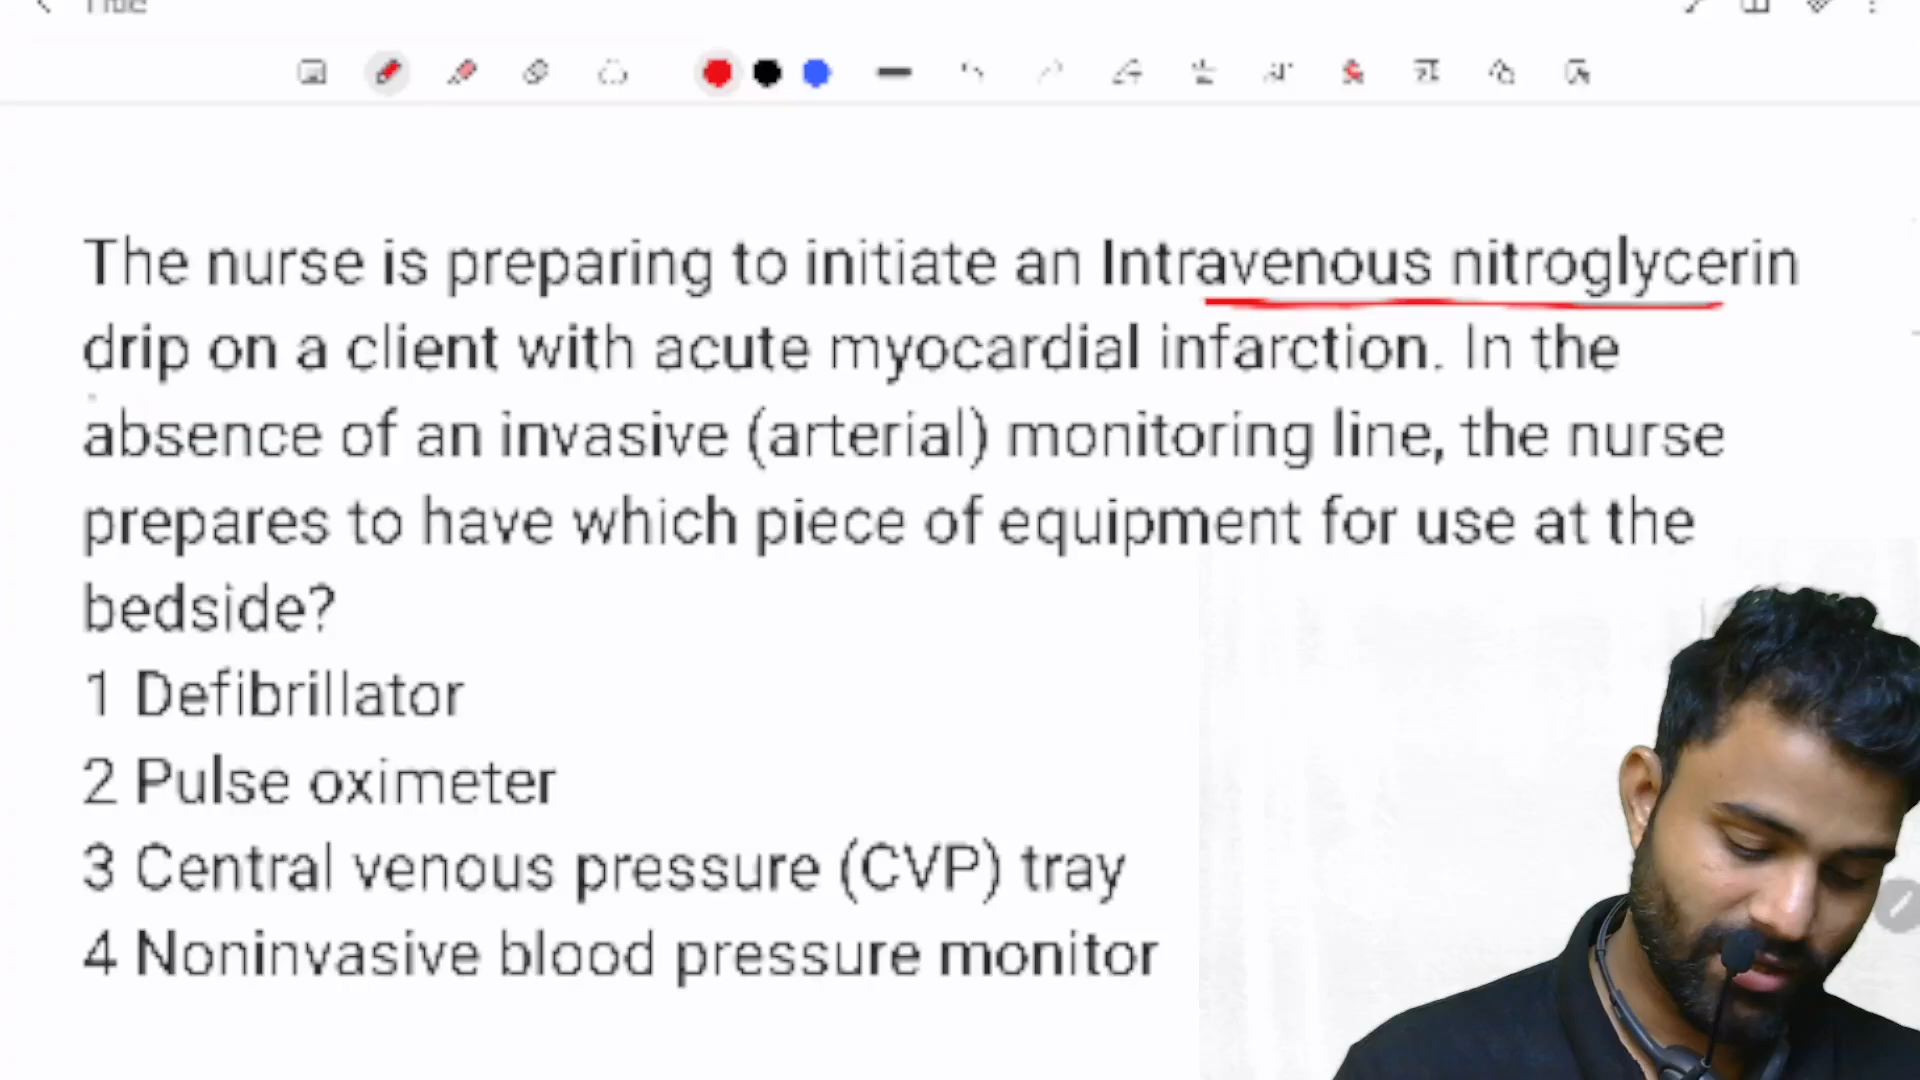 Title
The nurse is preparing to initiate an Intravenous nitroglycerin
drip on a client with acute myocardial infarction. In the
absence of an invasive (arterial) monitoring line, the nurse
prepares to have which piece of equipment for use at the
bedside?
1 Defibrillator
2 Pulse oximeter
3 Central venous pressure (CVP) tray
4 Noninvasive blood pressure monitor